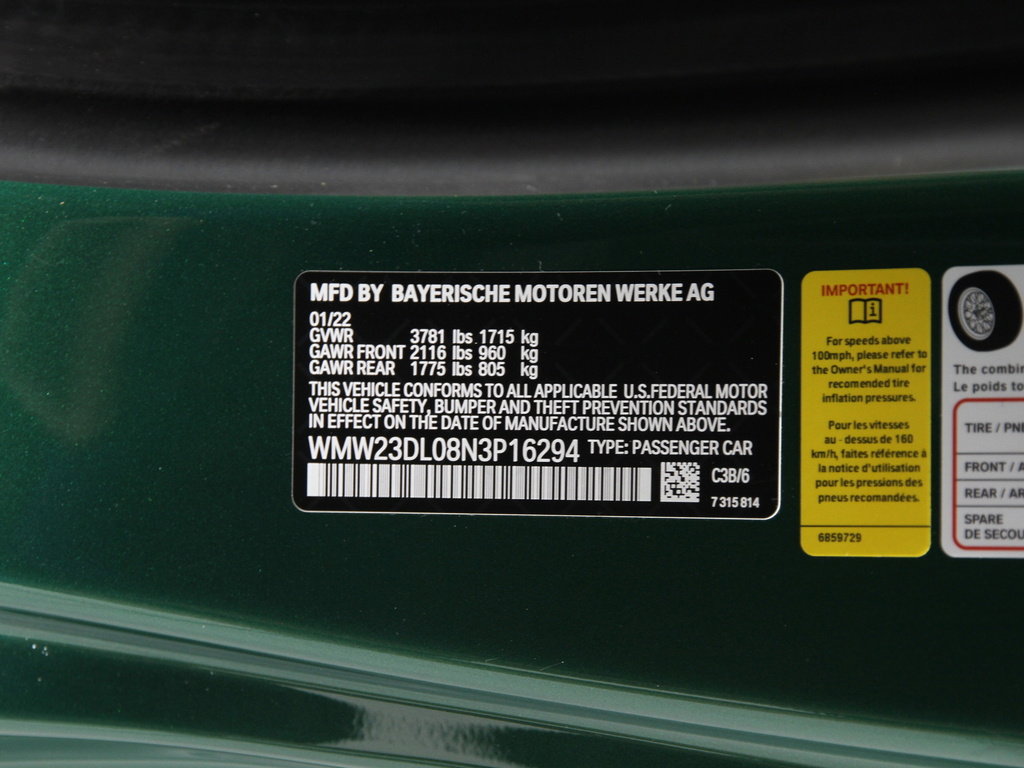 MFD BY BAYERISCHE MOTOREN WERKE AG
01/22
GVWR 3781 lbs 1715 kg
GAWR FRONT 2116 lbs 960 kg
GAWR REAR 1775 lbs 805 kg
THIS VEHICLE CONFORMS TO ALL APPLICABLE U.S.FEDERAL MOTOR
VEHICLE SAFETY, BUMPER AND THEFT PREVENTION STANDARDS
IN EFFECT ON THE DATE OF MANUFACTURE SHOWN ABOVE.
WMW23DL08N3P16294 TYPE: PASSENGER CAR
C3B/6
7 315 814
IMPORTANT!
i
For speeds above
100mph, please refer to
the Owner's Manual for
recomended tire
inflation pressures.
Pour les vitesses
au - dessus de 160
km/h, faites référence à
la notice d'utilisation
pour les pressions des
pneus recomandées.
6859729
The combin
Le poids to
TIRE / PNE
FRONT / A
REAR / AR
SPARE
DE SECOU